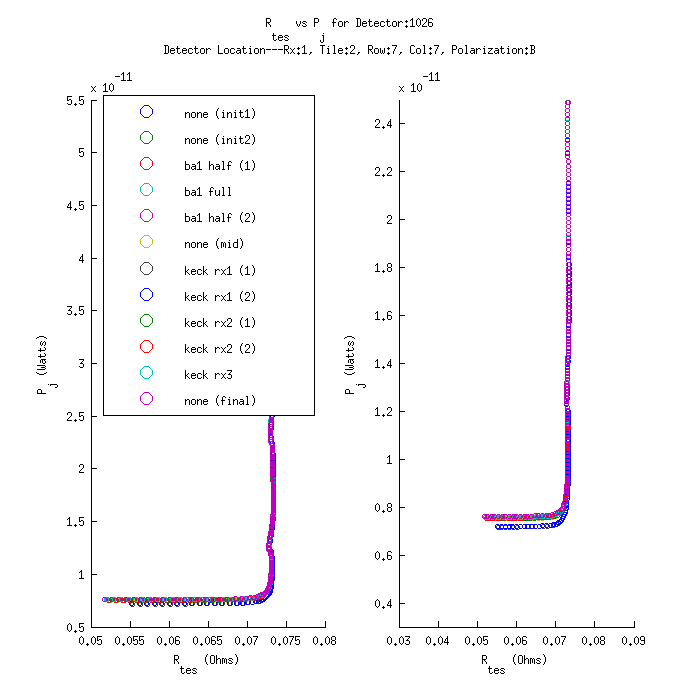 R_tes vs P_j for Detector:1026
Detector Location---Rx:1, Tile:2, Row:7, Col:7, Polarization:B
x 10^-11
5.5
5
4.5
4
3.5
3
2.5
2
1.5
1
0.5
P_j (Watts)
none (init1)
none (init2)
ba1 half (1)
ba1 full
ba1 half (2)
none (mid)
keck rx1 (1)
keck rx1 (2)
keck rx2 (1)
keck rx2 (2)
keck rx3
none (final)
0.05 0.055 0.06 0.065 0.07 0.075 0.08
R_tes (Ohms)
x 10^-11
2.4
2.2
2
1.8
1.6
1.4
1.2
1
0.8
0.6
0.4
P_j (Watts)
0.03 0.04 0.05 0.06 0.07 0.08 0.09
R_tes (Ohms)